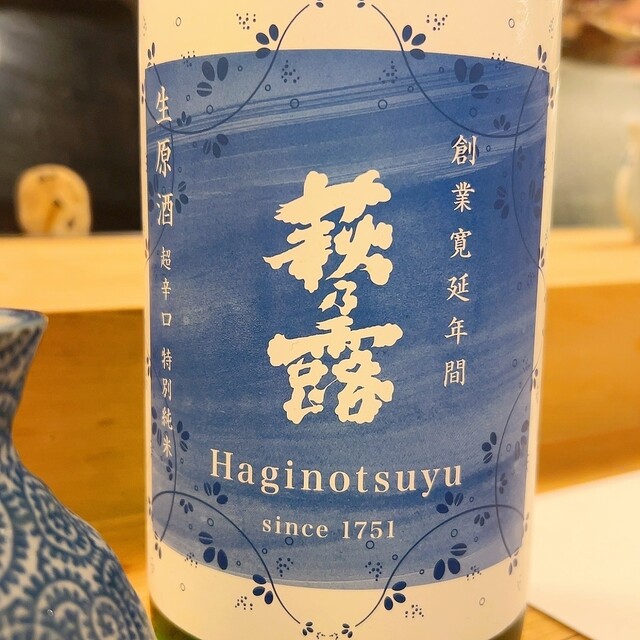 創業寛延年間
萩乃露
生原酒 超辛口 特別純米
Haginotsuyu
since 1751